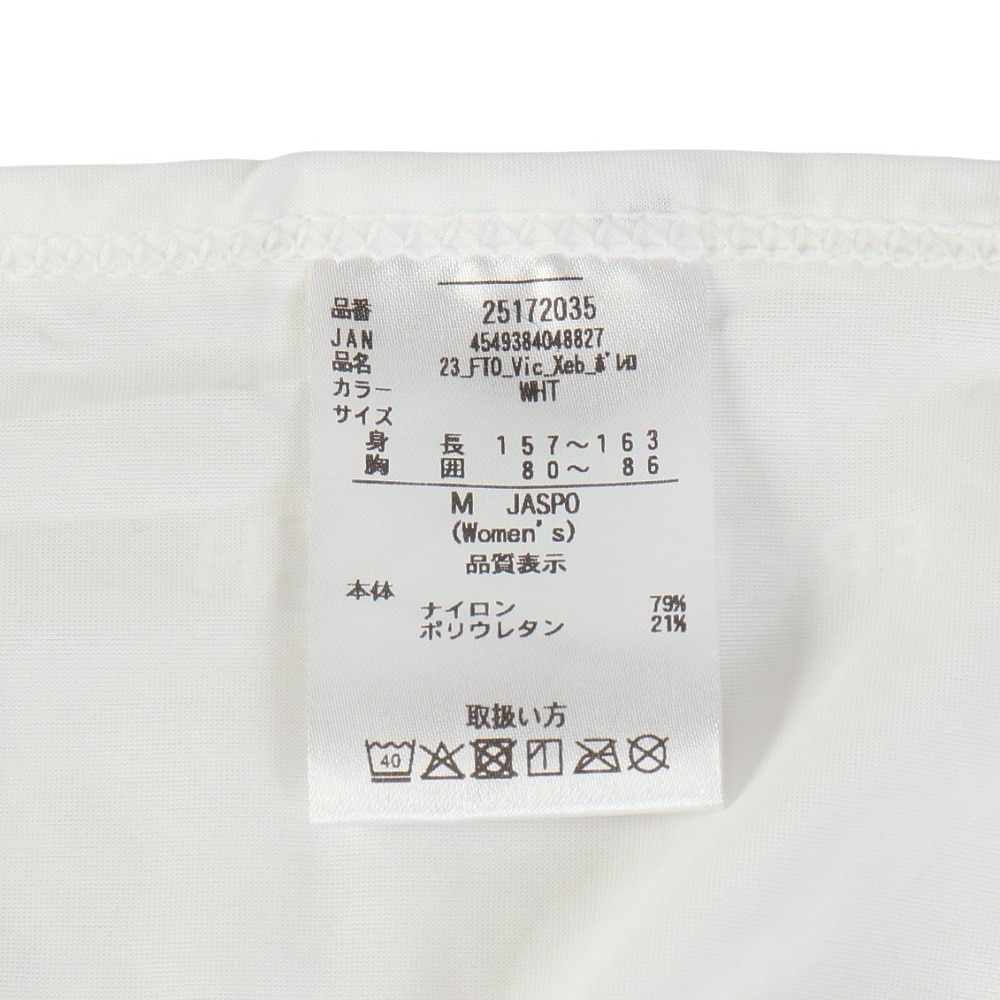 品番 25172035
JAN 4549384048827
品名 23_FTO_Vic_Xeb_ボレロ
カラー WHT
サイズ
身長 157～163
胸囲 80～ 86
M JASPO
(Women's)
品質表示
本体
ナイロン 79%
ポリウレタン 21%
取扱い方
40